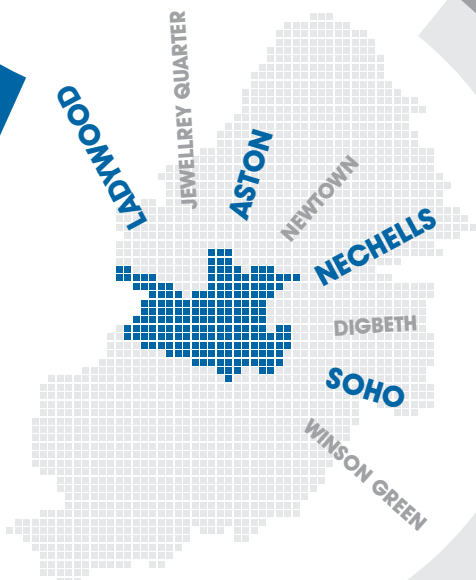 LADYWOOD
JEWELLREY QUARTER
ASTON
NEWTOWN
NECHELLS
DIGBETH
SOHO
WINSON GREEN